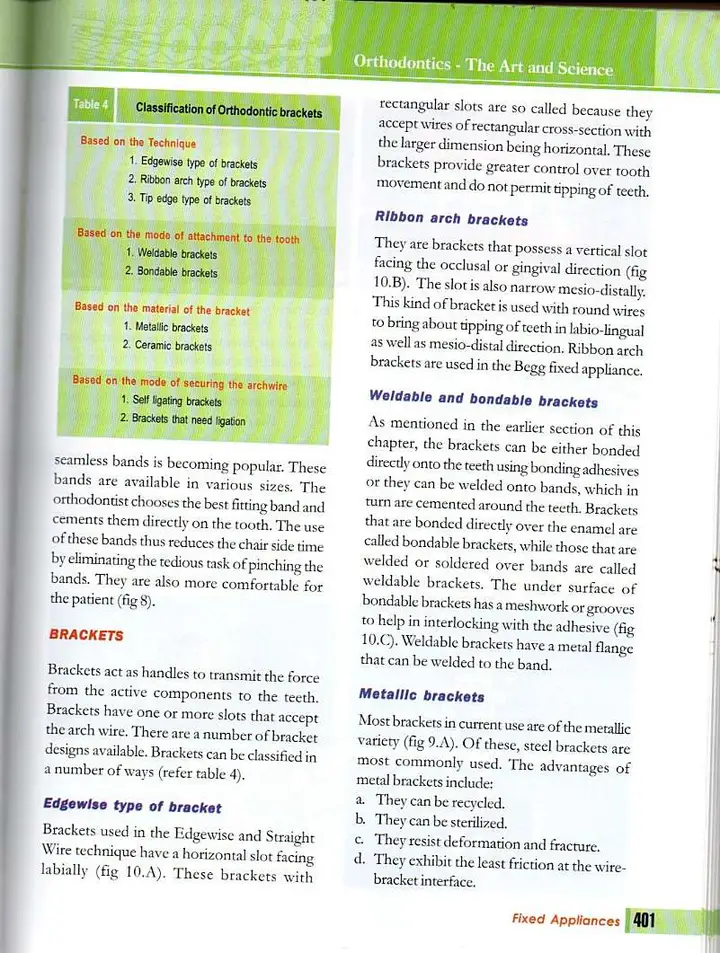 Orthodontics - The Art and Science
Table 4
Classification of Orthodontic brackets
Based on the Technique
1. Edgewise type of brackets
2. Ribbon arch type of brackets
3. Tip edge type of brackets
Based on the mode of attachment to the tooth
1. Weldable brackets
2. Bondable brackets
Based on the material of the bracket
1. Metallic brackets
2. Ceramic brackets
Based on the mode of securing the archwire
1. Self ligating brackets
2. Brackets that need ligation
seamless bands is becoming popular. These
bands are available in various sizes. The
orthodontist chooses the best fitting band and
cements them directly on the tooth. The use
of these bands thus reduces the chair side time
by eliminating the tedious task of pinching the
bands. They are also more comfortable for
the patient (fig 8).
BRACKETS
Brackets act as handles to transmit the force
from the active components to the teeth.
Brackets have one or more slots that accept
the arch wire. There are a number of bracket
designs available. Brackets can be classified in
a number of ways (refer table 4).
Edgewise type of bracket
Brackets used in the Edgewise and Straight
Wire technique have a horizontal slot facing
labially (fig 10.A). These brackets with
rectangular slots are so called because they
accept wires of rectangular cross-section with
the larger dimension being horizontal. These
brackets provide greater control over tooth
movement and do not permit tipping of teeth.
Ribbon arch brackets
They are brackets that possess a vertical slot
facing the occlusal or gingival direction (fig
10.B). The slot is also narrow mesio-distally.
This kind of bracket is used with round wires
to bring about tipping of teeth in labio-lingual
as well as mesio-distal direction. Ribbon arch
brackets are used in the Begg fixed appliance.
Weldable and bondable brackets
As mentioned in the earlier section of this
chapter, the brackets can be either bonded
directly onto the teeth using bonding adhesives
or they can be welded onto bands, which in
turn are cemented around the teeth. Brackets
that are bonded directly over the enamel are
called bondable brackets, while those that are
welded or soldered over bands are called
weldable brackets. The under surface of
bondable brackets has a meshwork or grooves
to help in interlocking with the adhesive (fig
10.C). Weldable brackets have a metal flange
that can be welded to the band.
Metallic brackets
Most brackets in current use are of the metallic
variety (fig 9.A). Of these, steel brackets are
most commonly used. The advantages of
metal brackets include:
a. They can be recycled.
b. They can be sterilized.
c. They resist deformation and fracture.
d. They exhibit the least friction at the wire-
bracket interface.
Fixed Appliances 401